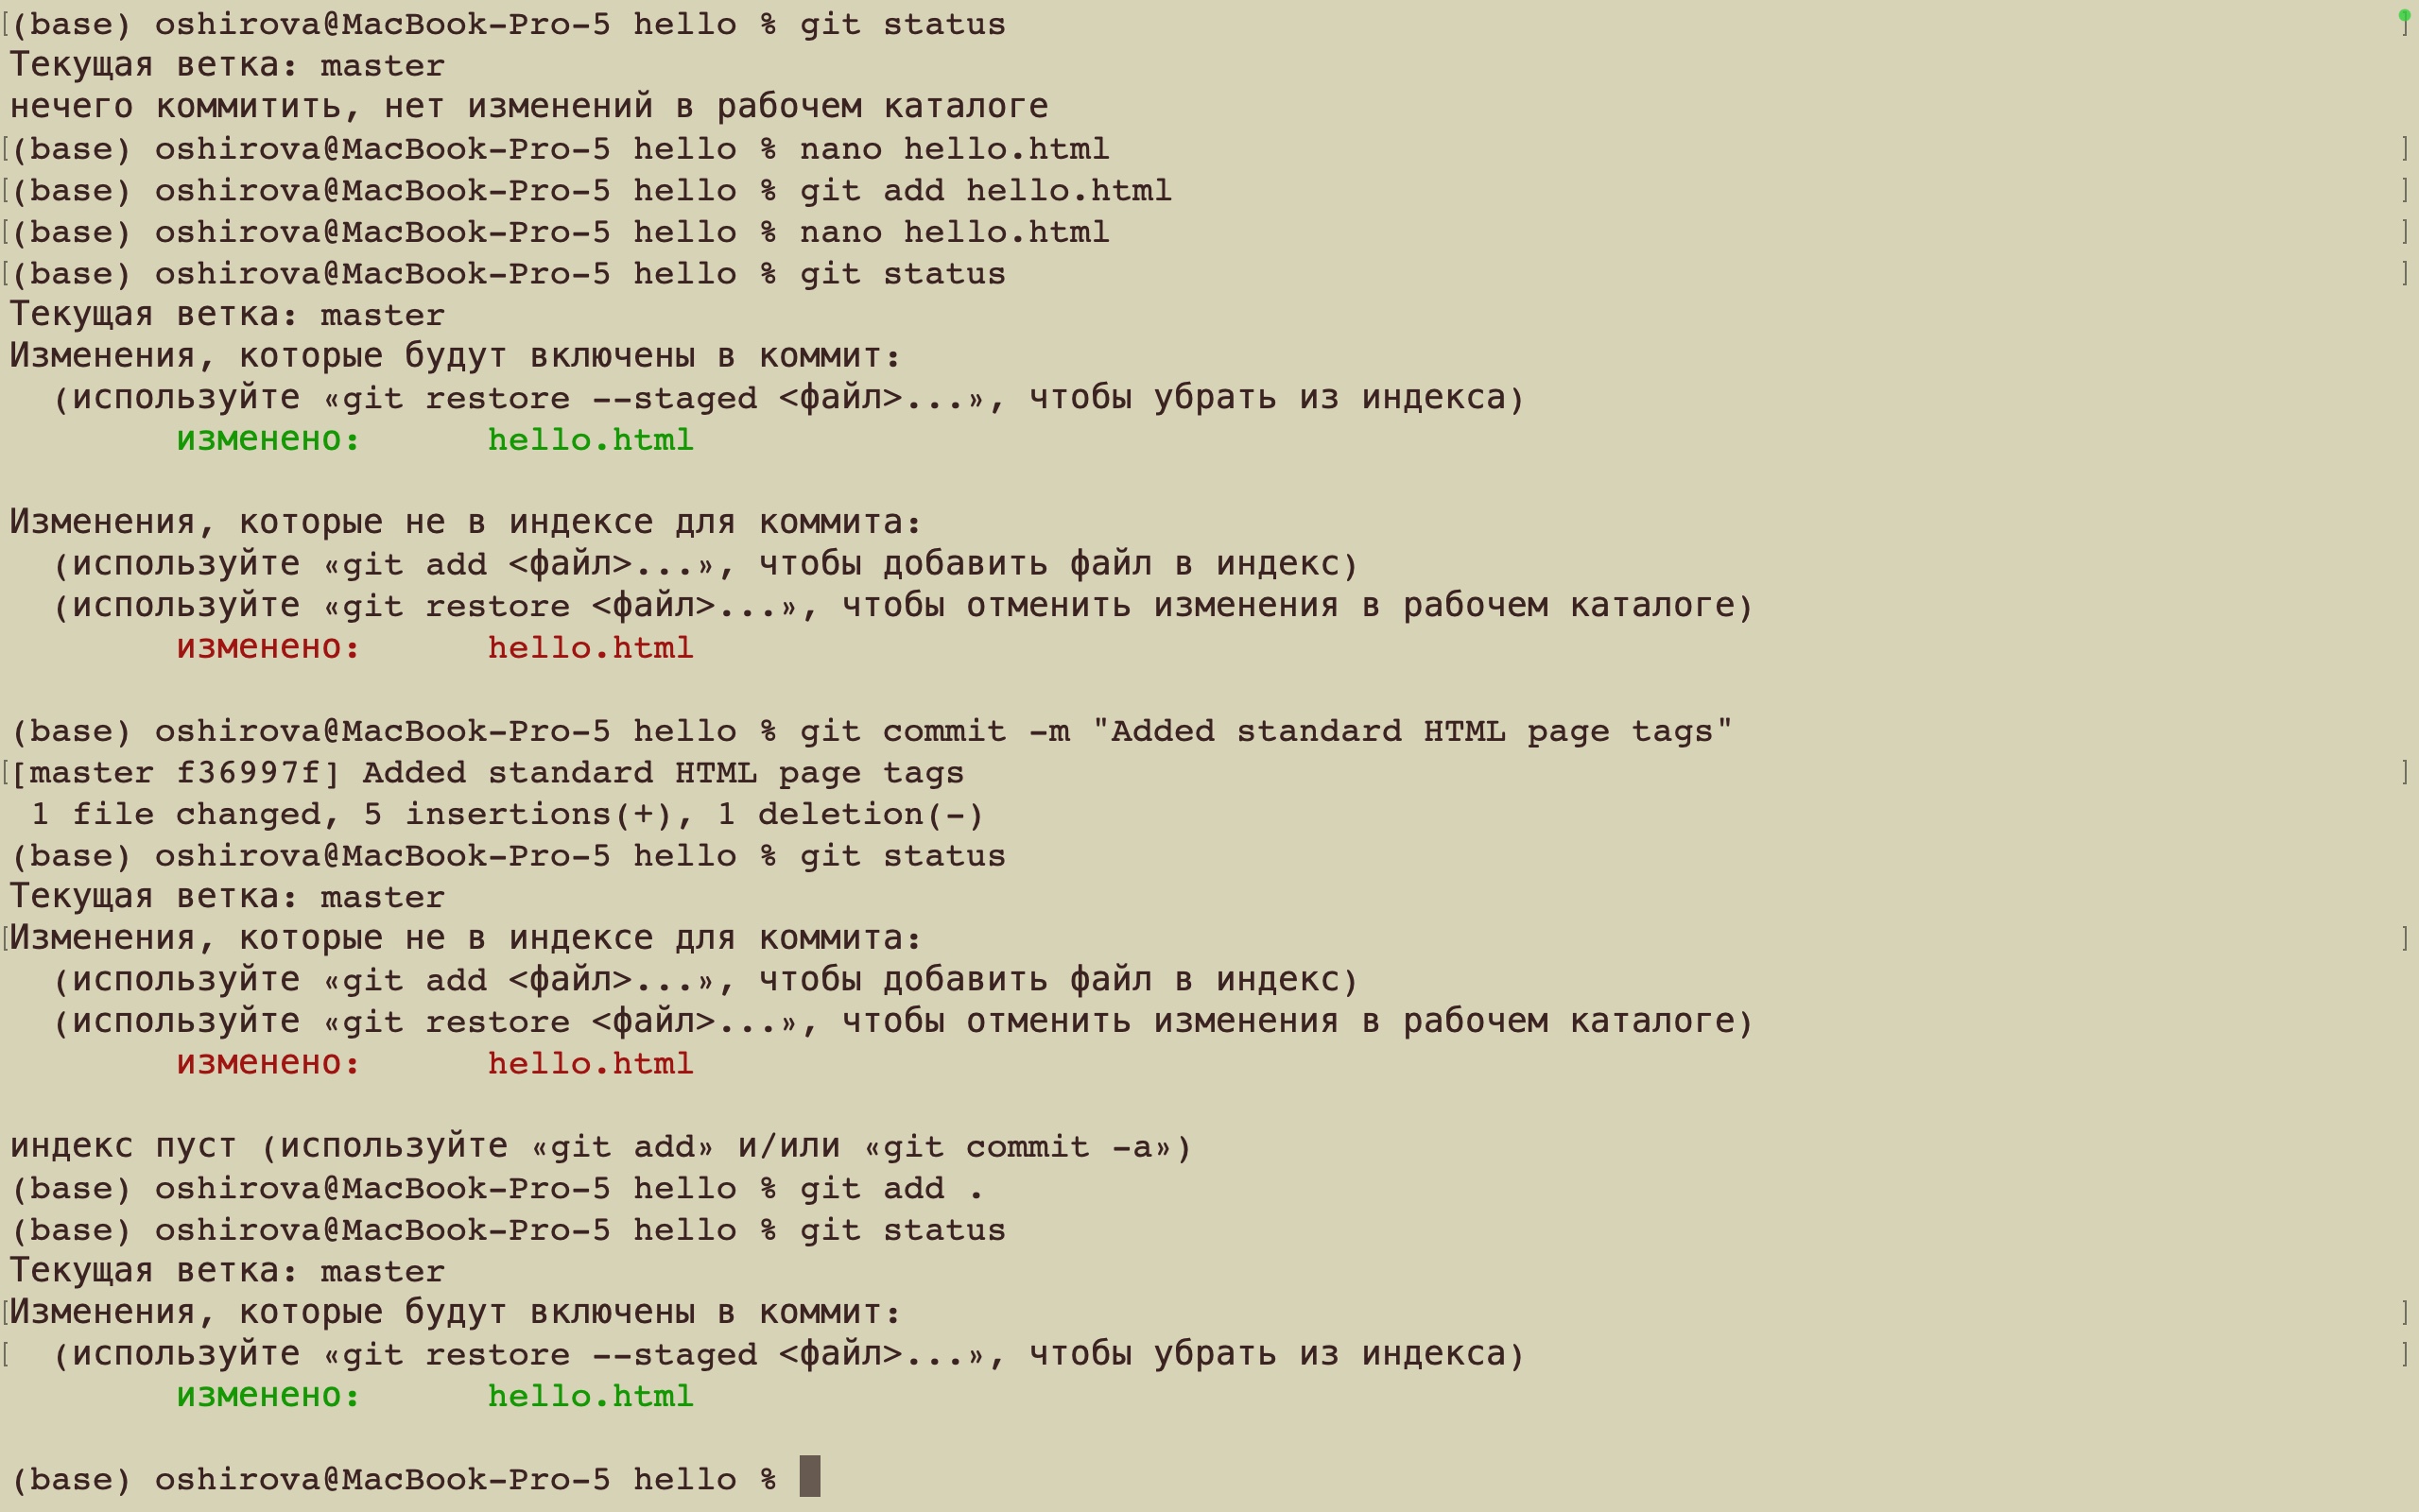 [(base) oshirova@MacBook-Pro-5 hello % git status ]
Текущая ветка: master
нечего коммитить, нет изменений в рабочем каталоге
[(base) oshirova@MacBook-Pro-5 hello % nano hello.html ]
[(base) oshirova@MacBook-Pro-5 hello % git add hello.html ]
[(base) oshirova@MacBook-Pro-5 hello % nano hello.html ]
[(base) oshirova@MacBook-Pro-5 hello % git status ]
Текущая ветка: master
Изменения, которые будут включены в коммит:
  (используйте «git restore --staged <файл>...», чтобы убрать из индекса)
        изменено:      hello.html

Изменения, которые не в индексе для коммита:
  (используйте «git add <файл>...», чтобы добавить файл в индекс)
  (используйте «git restore <файл>...», чтобы отменить изменения в рабочем каталоге)
        изменено:      hello.html

(base) oshirova@MacBook-Pro-5 hello % git commit -m "Added standard HTML page tags"
[[master f36997f] Added standard HTML page tags ]
 1 file changed, 5 insertions(+), 1 deletion(-)
(base) oshirova@MacBook-Pro-5 hello % git status
Текущая ветка: master
[Изменения, которые не в индексе для коммита: ]
  (используйте «git add <файл>...», чтобы добавить файл в индекс)
  (используйте «git restore <файл>...», чтобы отменить изменения в рабочем каталоге)
        изменено:      hello.html

индекс пуст (используйте «git add» и/или «git commit -a»)
(base) oshirova@MacBook-Pro-5 hello % git add .
(base) oshirova@MacBook-Pro-5 hello % git status
Текущая ветка: master
[Изменения, которые будут включены в коммит: ]
[  (используйте «git restore --staged <файл>...», чтобы убрать из индекса) ]
        изменено:      hello.html

(base) oshirova@MacBook-Pro-5 hello %